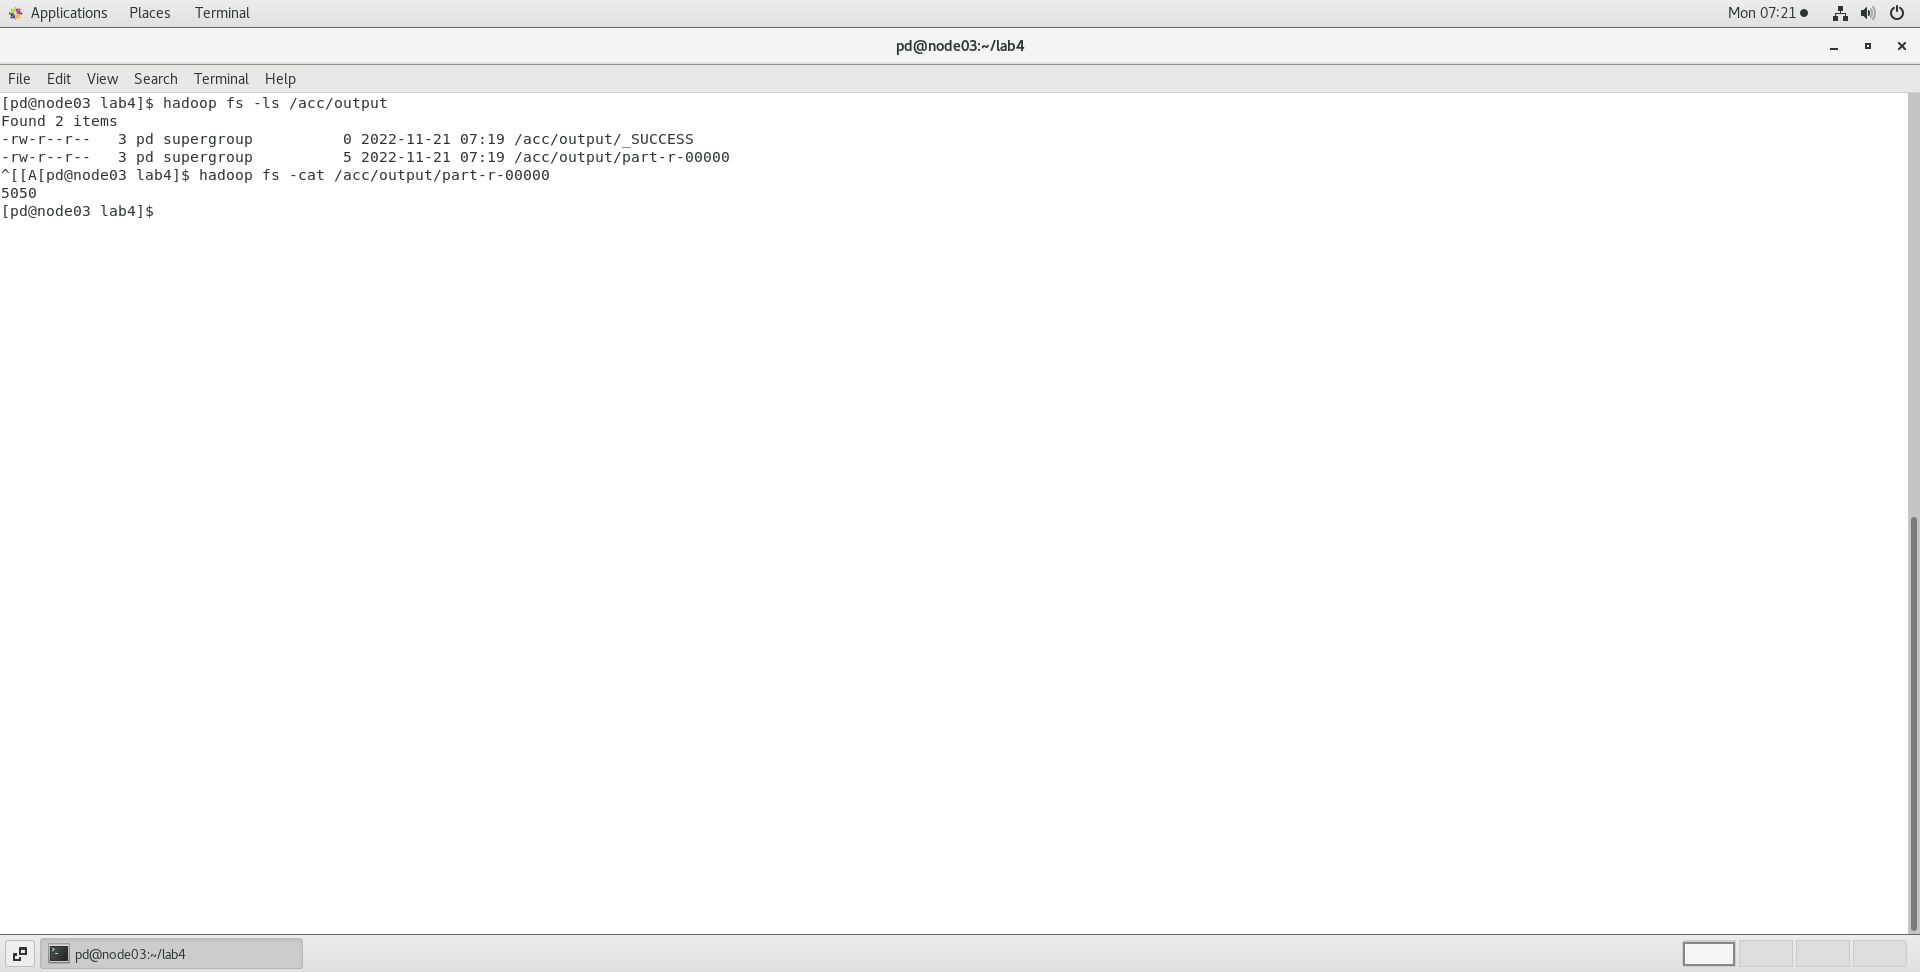 Applications Places Terminal Mon 07:21
pd@node03:~/lab4
File Edit View Search Terminal Help
[pd@node03 lab4]$ hadoop fs -ls /acc/output
Found 2 items
-rw-r--r--   3 pd supergroup          0 2022-11-21 07:19 /acc/output/_SUCCESS
-rw-r--r--   3 pd supergroup          5 2022-11-21 07:19 /acc/output/part-r-00000
^[[A[pd@node03 lab4]$ hadoop fs -cat /acc/output/part-r-00000
5050
[pd@node03 lab4]$
pd@node03:~/lab4